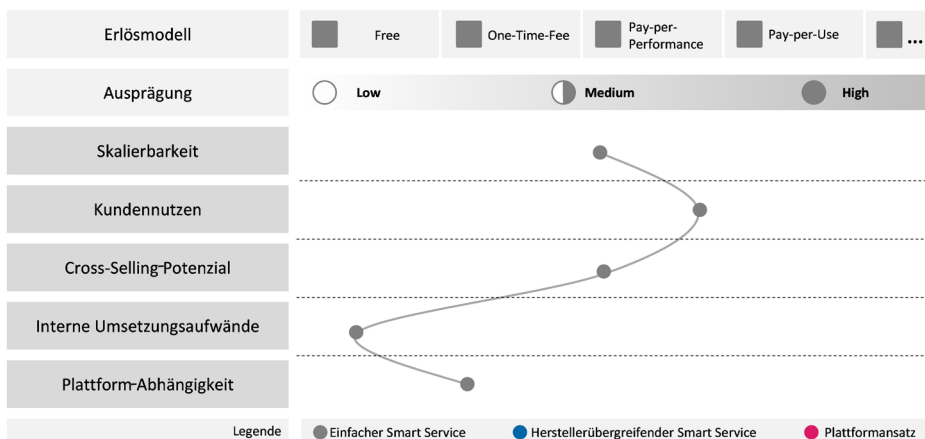 Erlösmodell
Free
One-Time-Fee
Pay-per-
Performance
Pay-per-Use
...
Ausprägung
Low
Medium
High
Skalierbarkeit
Kundennutzen
Cross-Selling-Potenzial
Interne Umsetzungsaufwände
Plattform-Abhängigkeit
Legende
Einfacher Smart Service
Herstellerübergreifender Smart Service
Plattformansatz